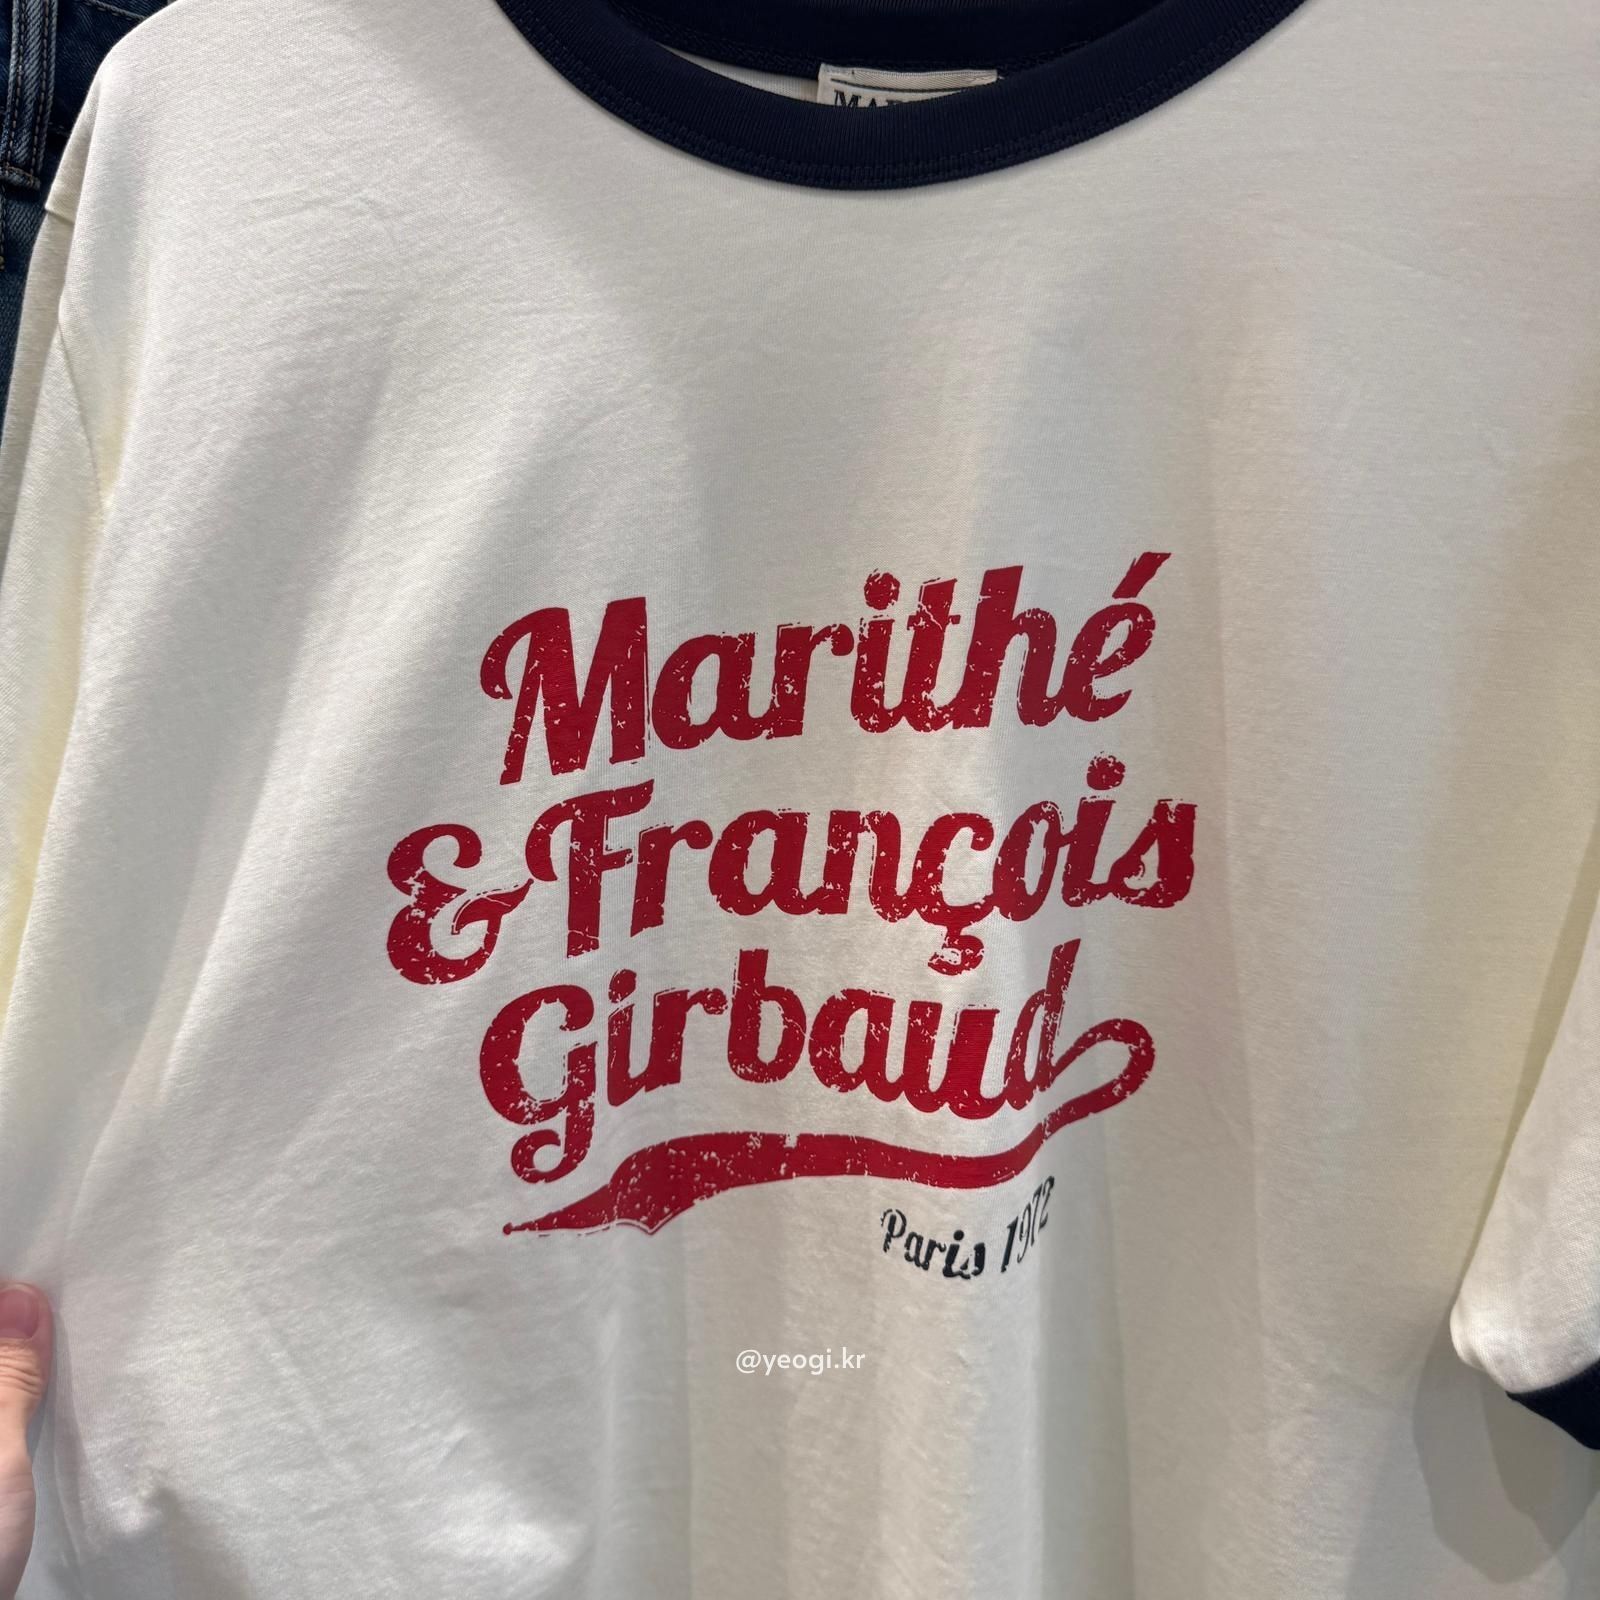 Marithé
& François
Girbaud
Paris 1972
@yeogi.kr